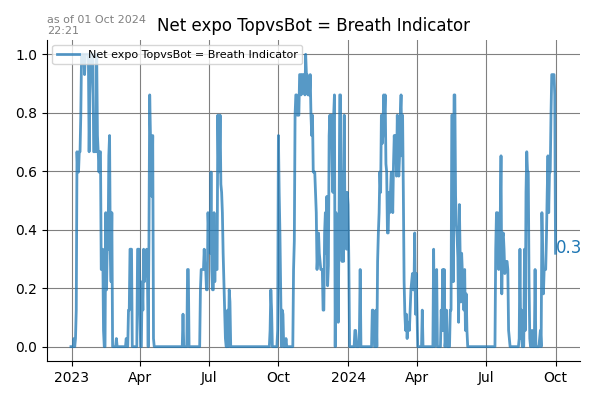 as of 01 Oct 2024
22:21
Net expo TopvsBot = Breath Indicator
Net expo TopvsBot = Breath Indicator
1.0
0.8
0.6
0.4
0.3
0.2
0.0
2023 Apr Jul Oct 2024 Apr Jul Oct